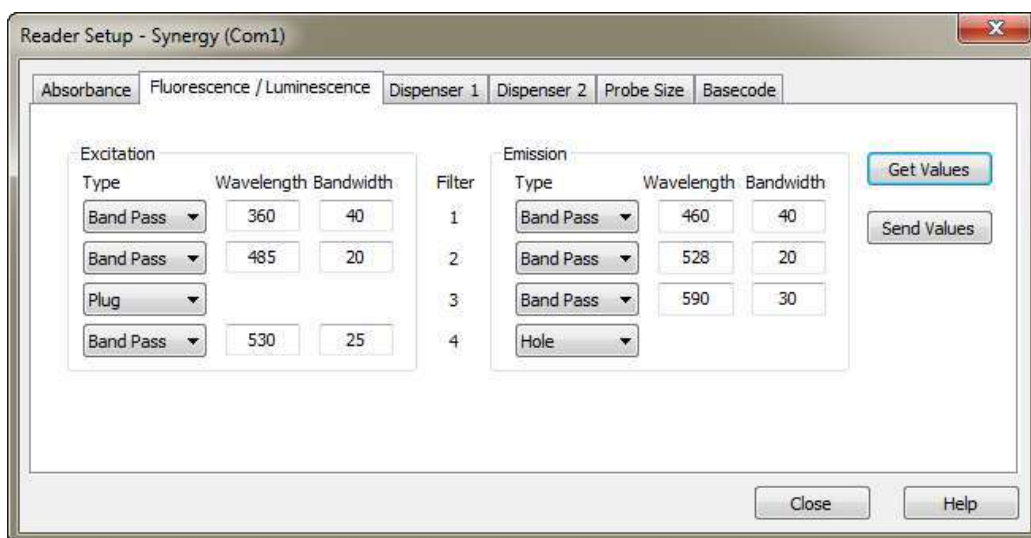 Reader Setup - Synergy (Com1)
Absorbance Fluorescence / Luminescence Dispenser 1 Dispenser 2 Probe Size Basecode
Excitation Emission
Type Wavelength Bandwidth Filter Type Wavelength Bandwidth Get Values
Band Pass 360 40 1 Band Pass 460 40
Send Values
Band Pass 485 20 2 Band Pass 528 20
Plug 3 Band Pass 590 30
Band Pass 530 25 4 Hole
Close Help